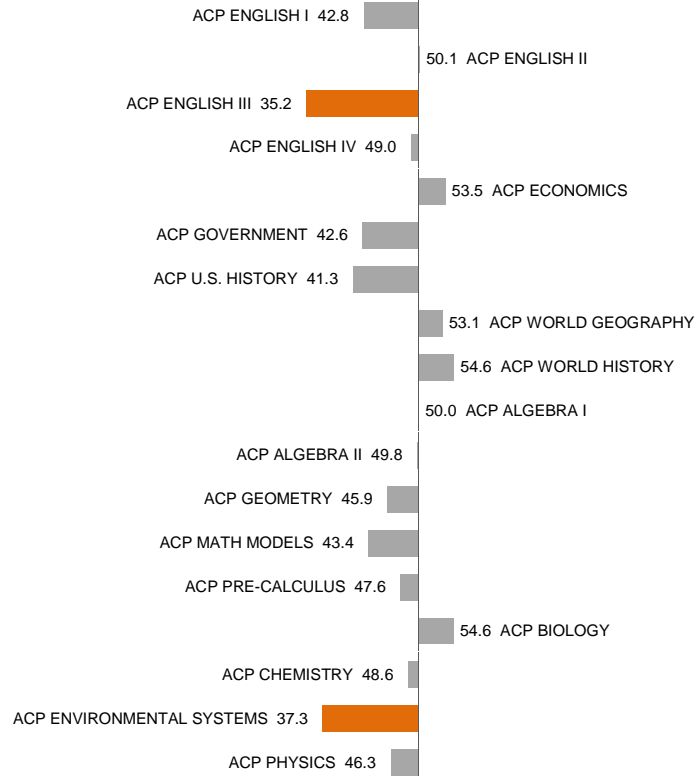 ACP ENGLISH I 42.8
50.1 ACP ENGLISH II
ACP ENGLISH III 35.2
ACP ENGLISH IV 49.0
53.5 ACP ECONOMICS
ACP GOVERNMENT 42.6
ACP U.S. HISTORY 41.3
53.1 ACP WORLD GEOGRAPHY
54.6 ACP WORLD HISTORY
50.0 ACP ALGEBRA I
ACP ALGEBRA II 49.8
ACP GEOMETRY 45.9
ACP MATH MODELS 43.4
ACP PRE-CALCULUS 47.6
54.6 ACP BIOLOGY
ACP CHEMISTRY 48.6
ACP ENVIRONMENTAL SYSTEMS 37.3
ACP PHYSICS 46.3